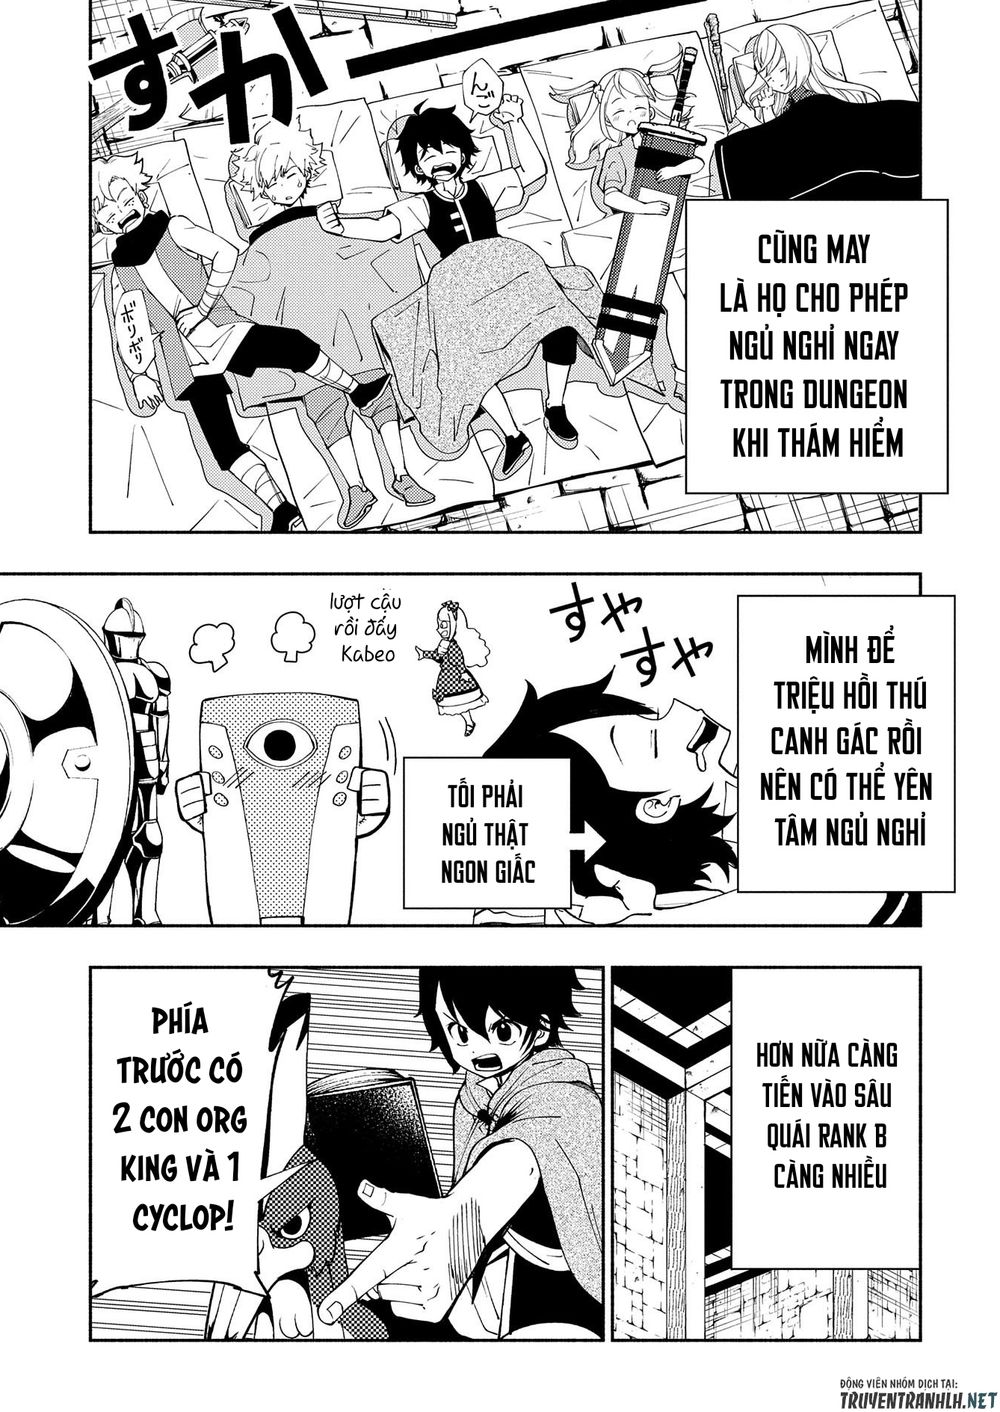 すかー
んご
ボリボリ
CŨNG MAY
LÀ HỌ CHO PHÉP
NGỦ NGHỈ NGAY
TRONG DUNGEON
KHI THÁM HIỂM
すや
すや
MÌNH ĐỂ
TRIỆU HỒI THÚ
CANH GÁC RỒI
NÊN CÓ THỂ YÊN
TÂM NGỦ NGHỈ
lượt cậu
rồi đấy
Kabeo
TỐI PHẢI
NGỦ THẬT
NGON GIẤC
HƠN NỮA CÀNG
TIẾN VÀO SÂU
QUÁI RANK B
CÀNG NHIỀU
PHÍA
TRƯỚC CÓ
2 CON ORG
KING VÀ 1
CYCLOP!
ĐỘNG VIÊN NHÓM DỊCH TẠI:
TRUYENTRANHLH.NET